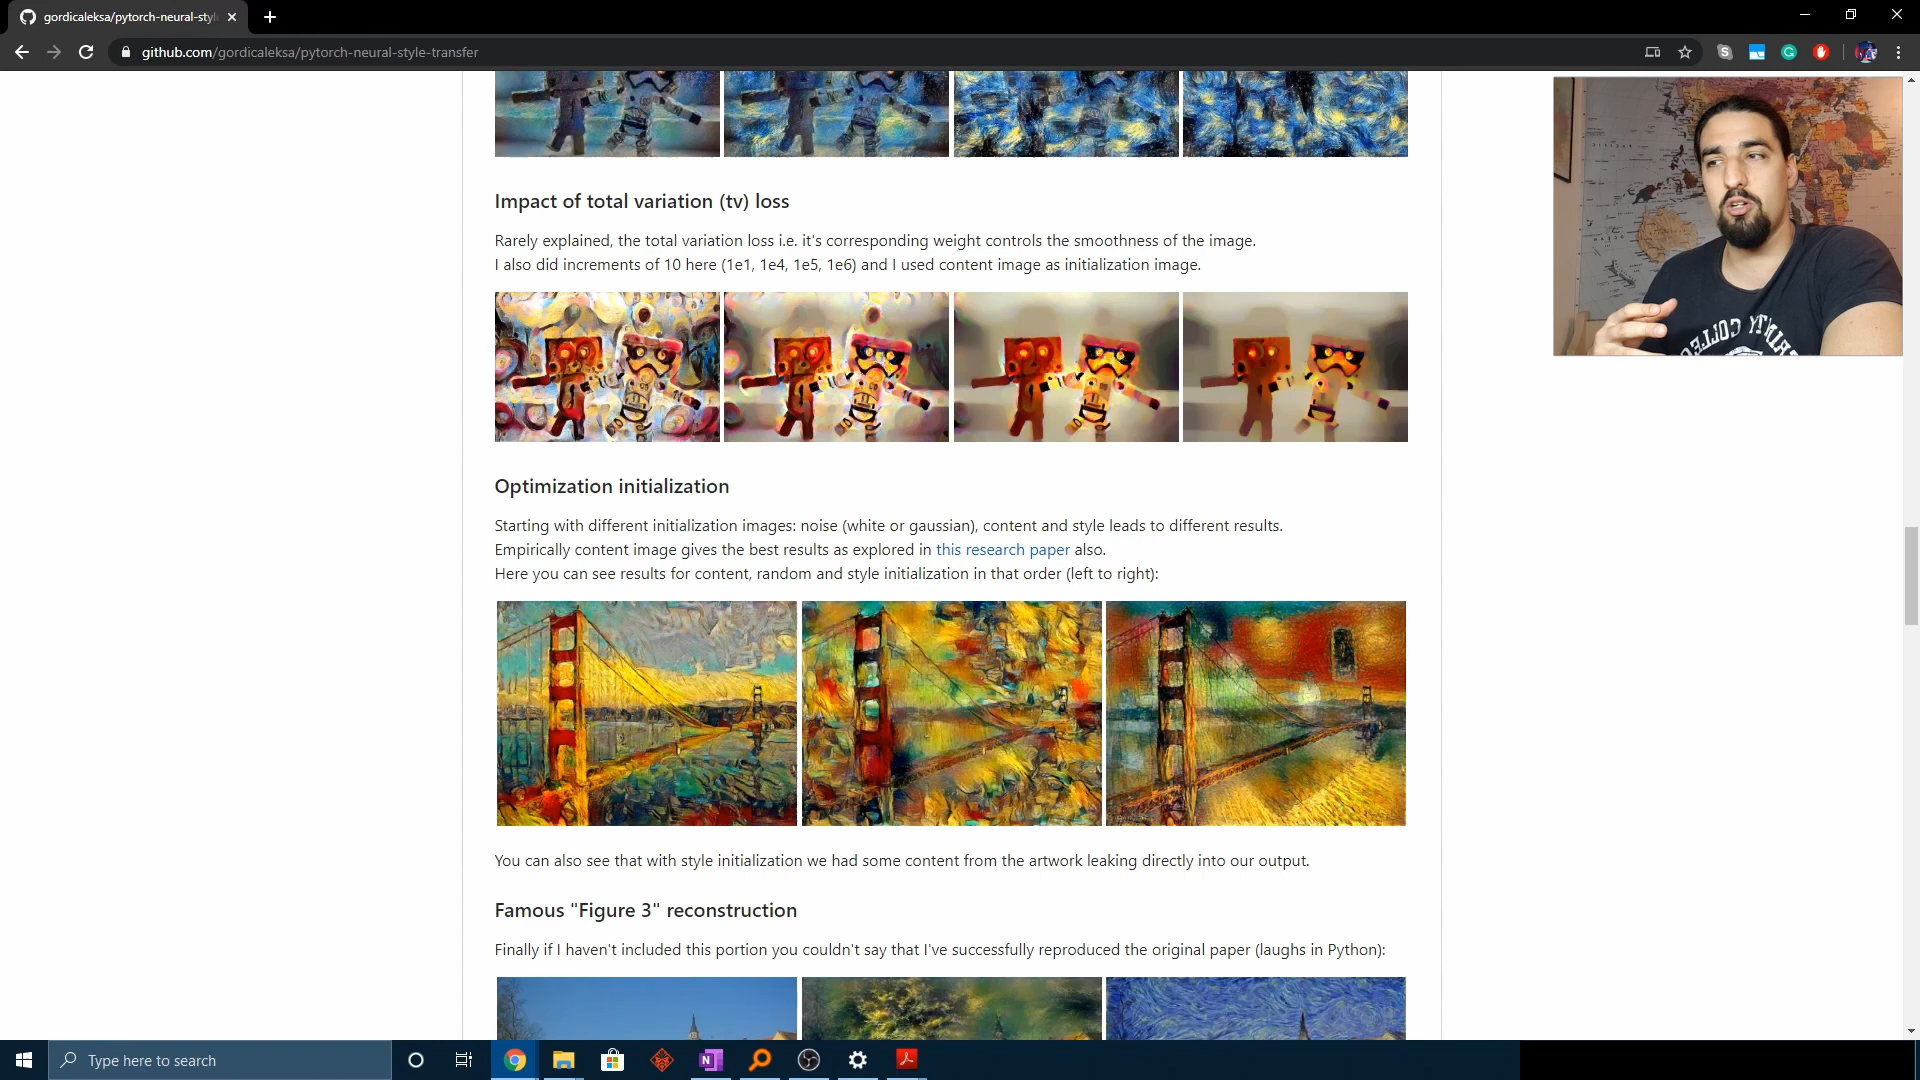 gordicaleksa/pytorch-neural-styl
github.com/gordicaleksa/pytorch-neural-style-transfer
Impact of total variation (tv) loss
Rarely explained, the total variation loss i.e. it's corresponding weight controls the smoothness of the image.
I also did increments of 10 here (1e1, 1e4, 1e5, 1e6) and I used content image as initialization image.
Optimization initialization
Starting with different initialization images: noise (white or gaussian), content and style leads to different results.
Empirically content image gives the best results as explored in this research paper also.
Here you can see results for content, random and style initialization in that order (left to right):
You can also see that with style initialization we had some content from the artwork leaking directly into our output.
Famous "Figure 3" reconstruction
Finally if I haven't included this portion you couldn't say that I've successfully reproduced the original paper (laughs in Python):
Type here to search